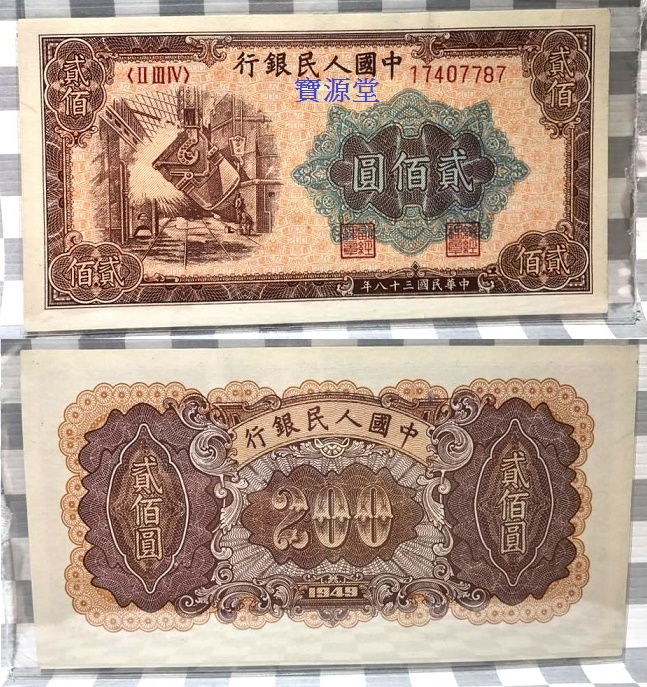 行銀民人國中
〈II III IV〉
17407787
寶源堂
貳佰
貳佰
圓佰貳
佰貳
佰貳
年八十三國民華中
行銀民人國中
貳佰圓
200
貳佰圓
1949